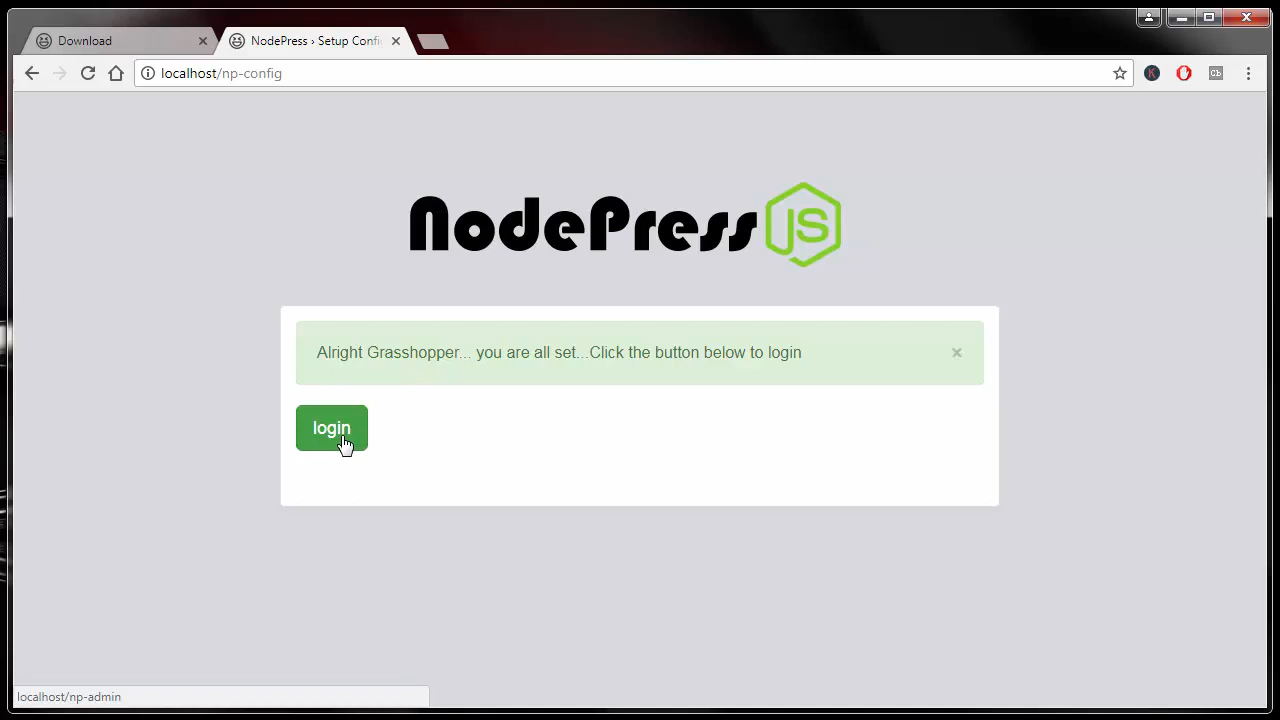 Download
NodePress › Setup Confi
localhost/np-config
NodePress JS
Alright Grasshopper... you are all set...Click the button below to login
×
login
localhost/np-admin